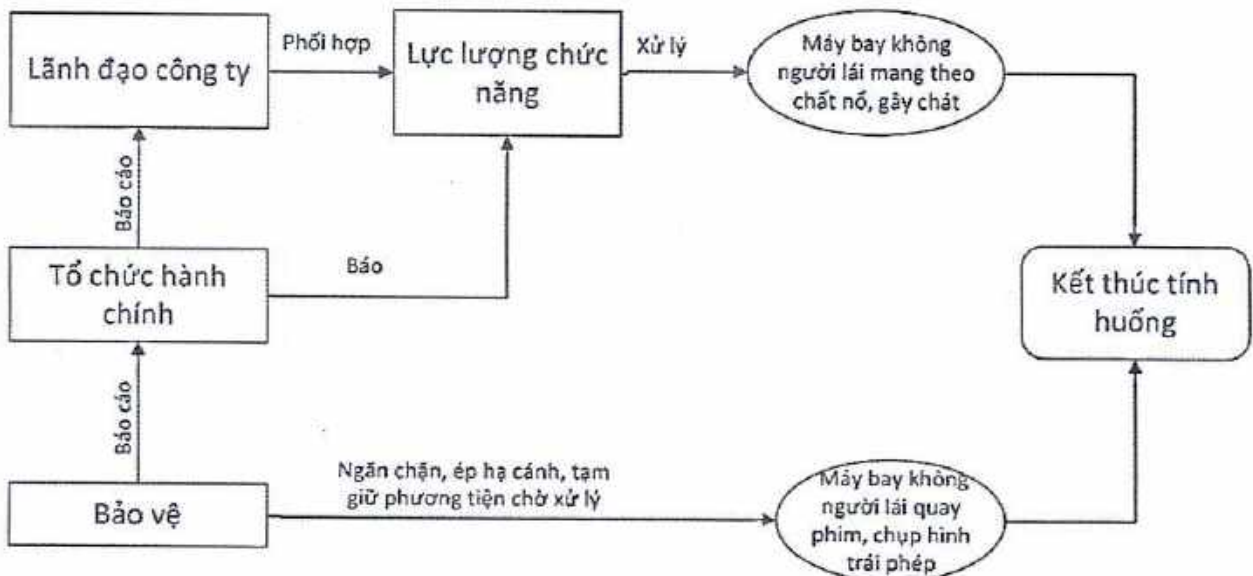 Lãnh đạo công ty
Phối hợp
Lực lượng chức
năng
Xử lý
Máy bay không
người lái mang theo
chất nổ, gây chát
Báo cáo
Tổ chức hành
chính
Báo
Kết thúc tính
huống
Báo cáo
Bảo vệ
Ngăn chặn, ép hạ cánh, tạm
giữ phương tiện chờ xử lý
Máy bay không
người lái quay
phim, chụp hình
trái phép